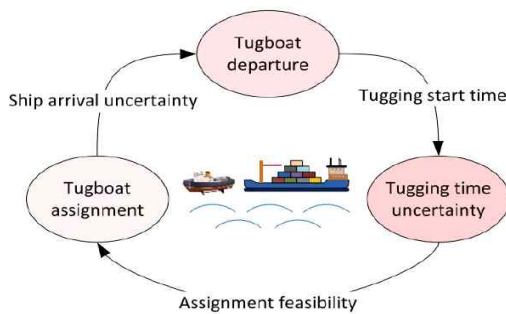 Tugboat
departure
Ship arrival uncertainty
Tugging start time
Tugboat
assignment
Tugging time
uncertainty
Assignment feasibility